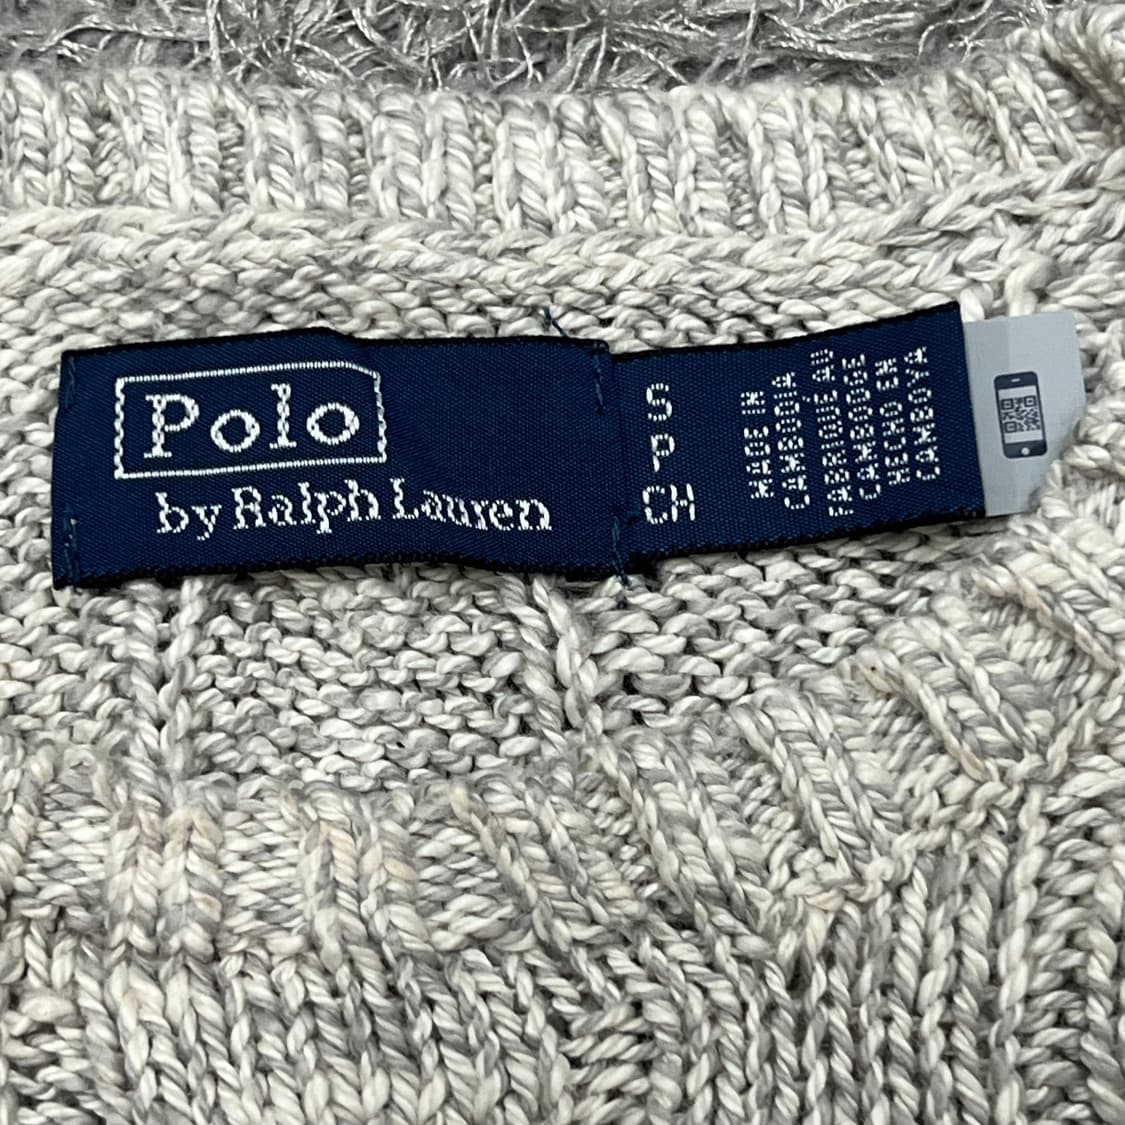 Polo
by Ralph Lauren
S
P
CH
MADE IN
CAMBODIA
FABRIQUÉ AU
CAMBODGE
HECHO EN
CAMBOYA